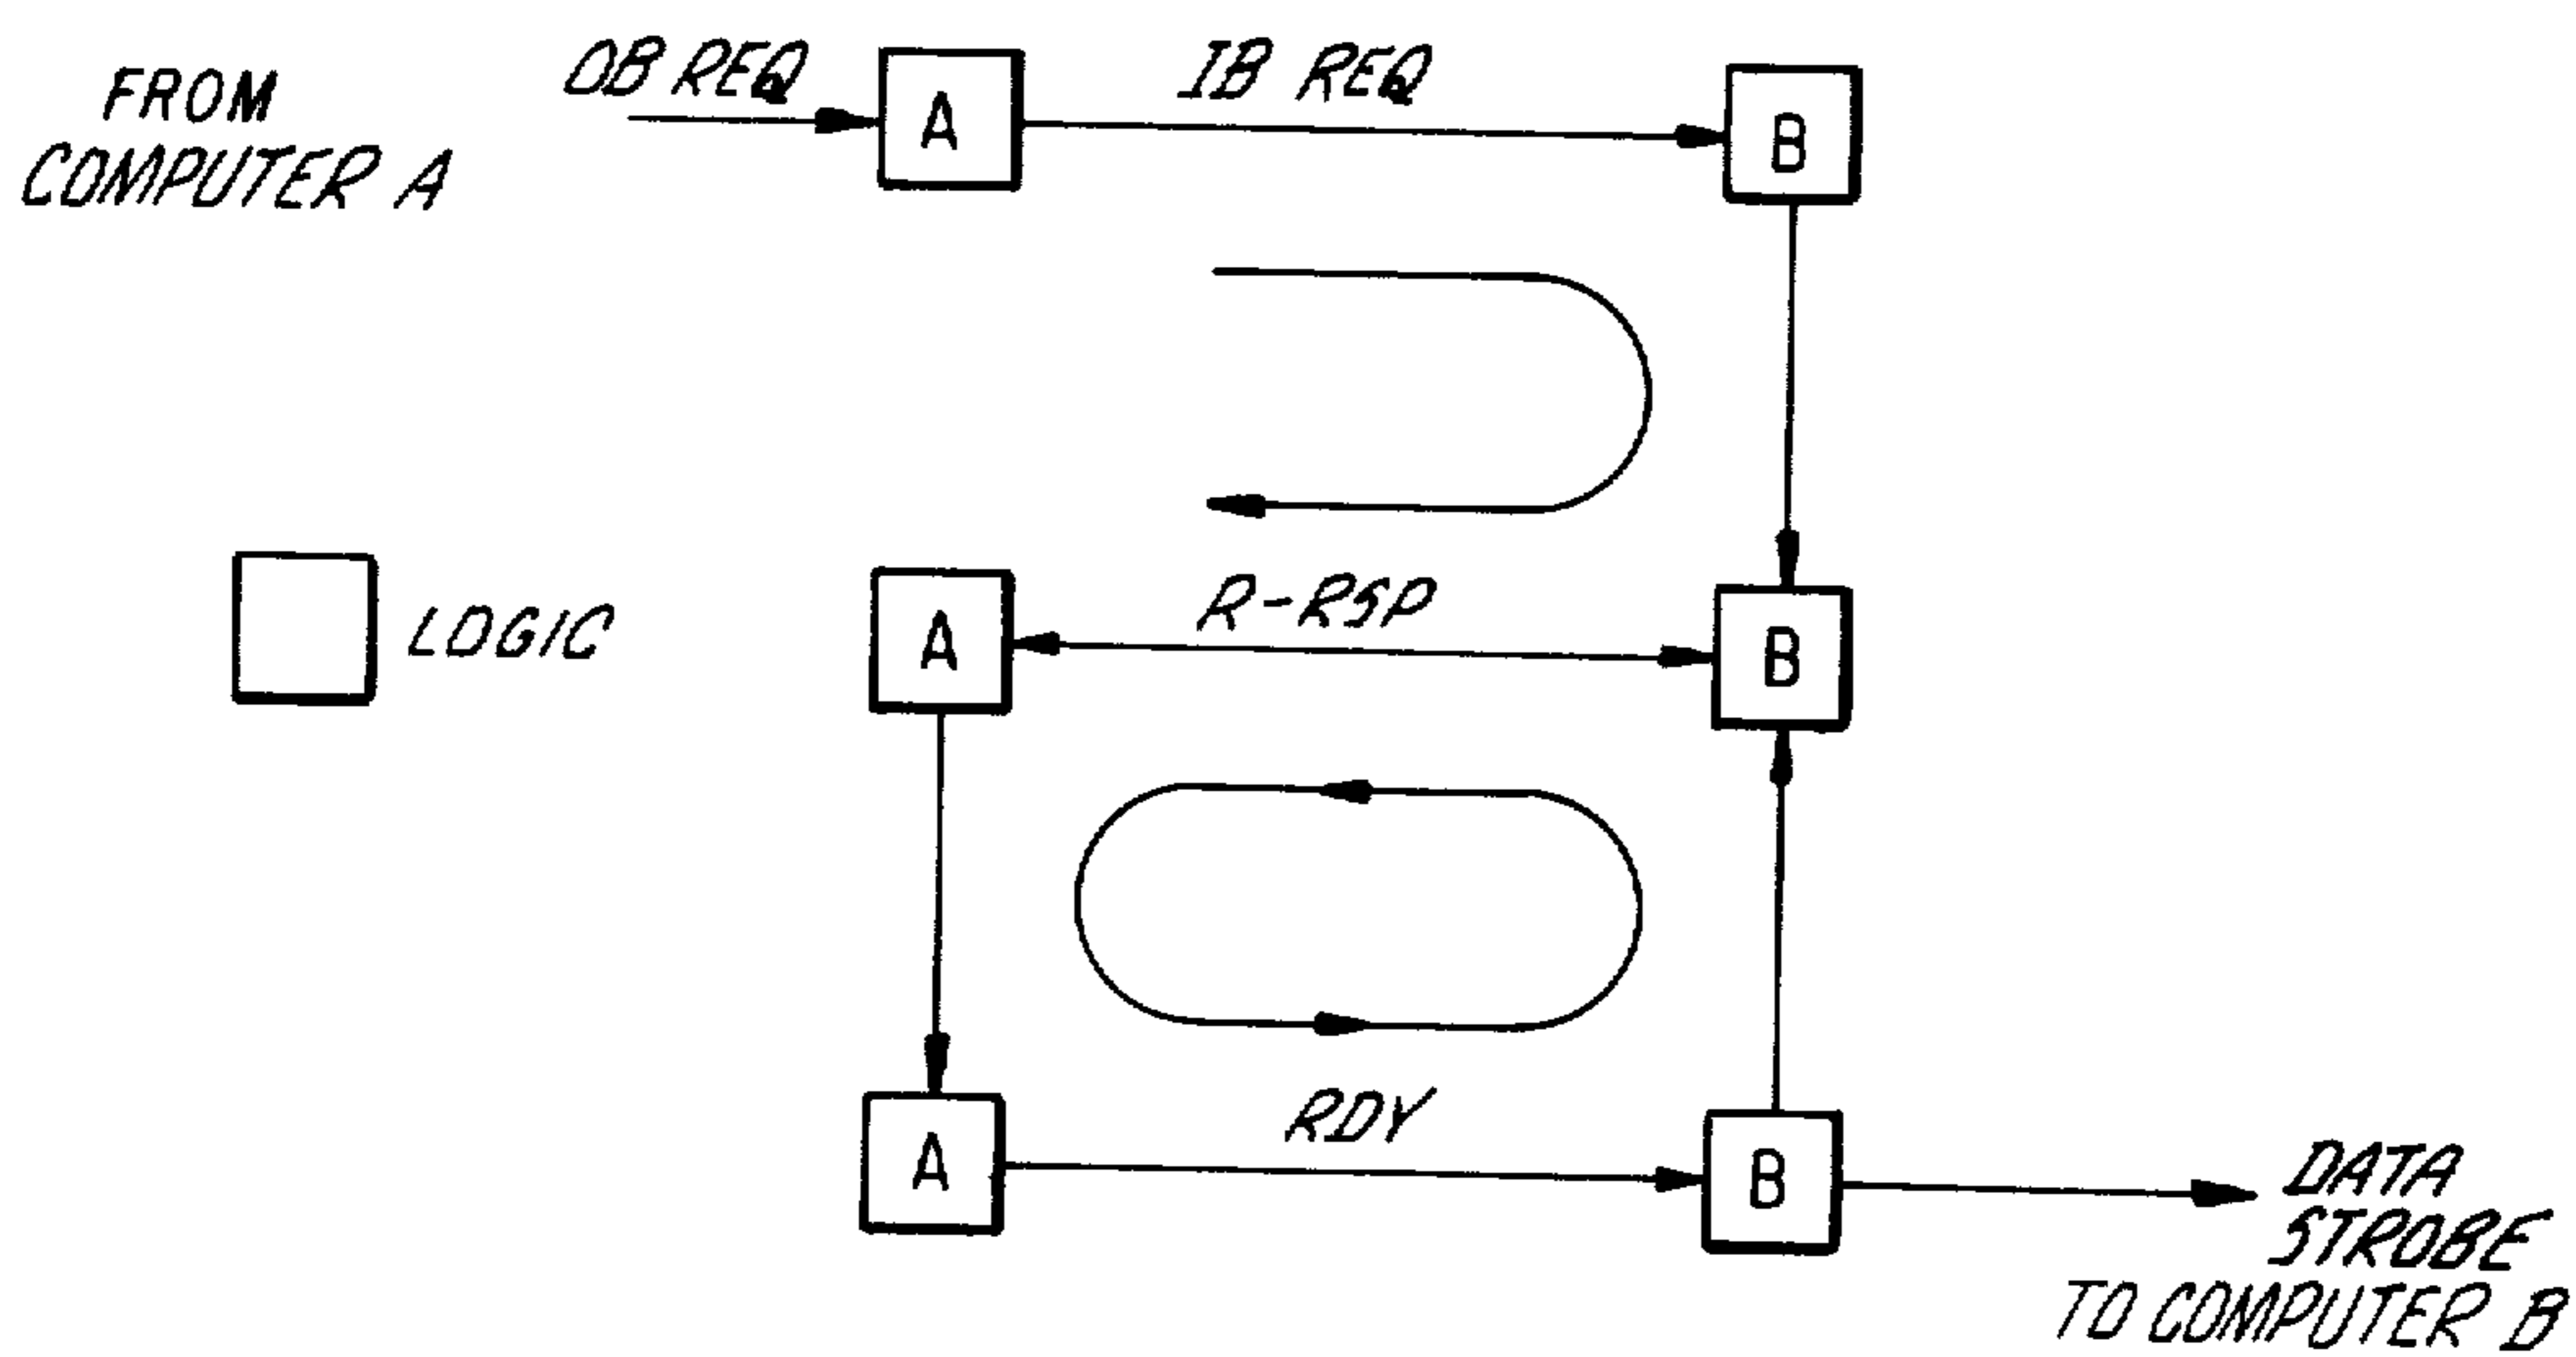 FROM
COMPUTER A
OB REQ
A
IB REQ
B
LOGIC
A
R-RSP
B
A
RDY
B
DATA
STROBE
TO COMPUTER B